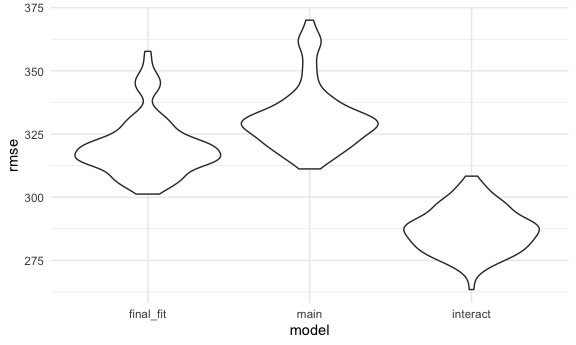 375
350
325
300
275
rmse
final_fit
main
interact
model